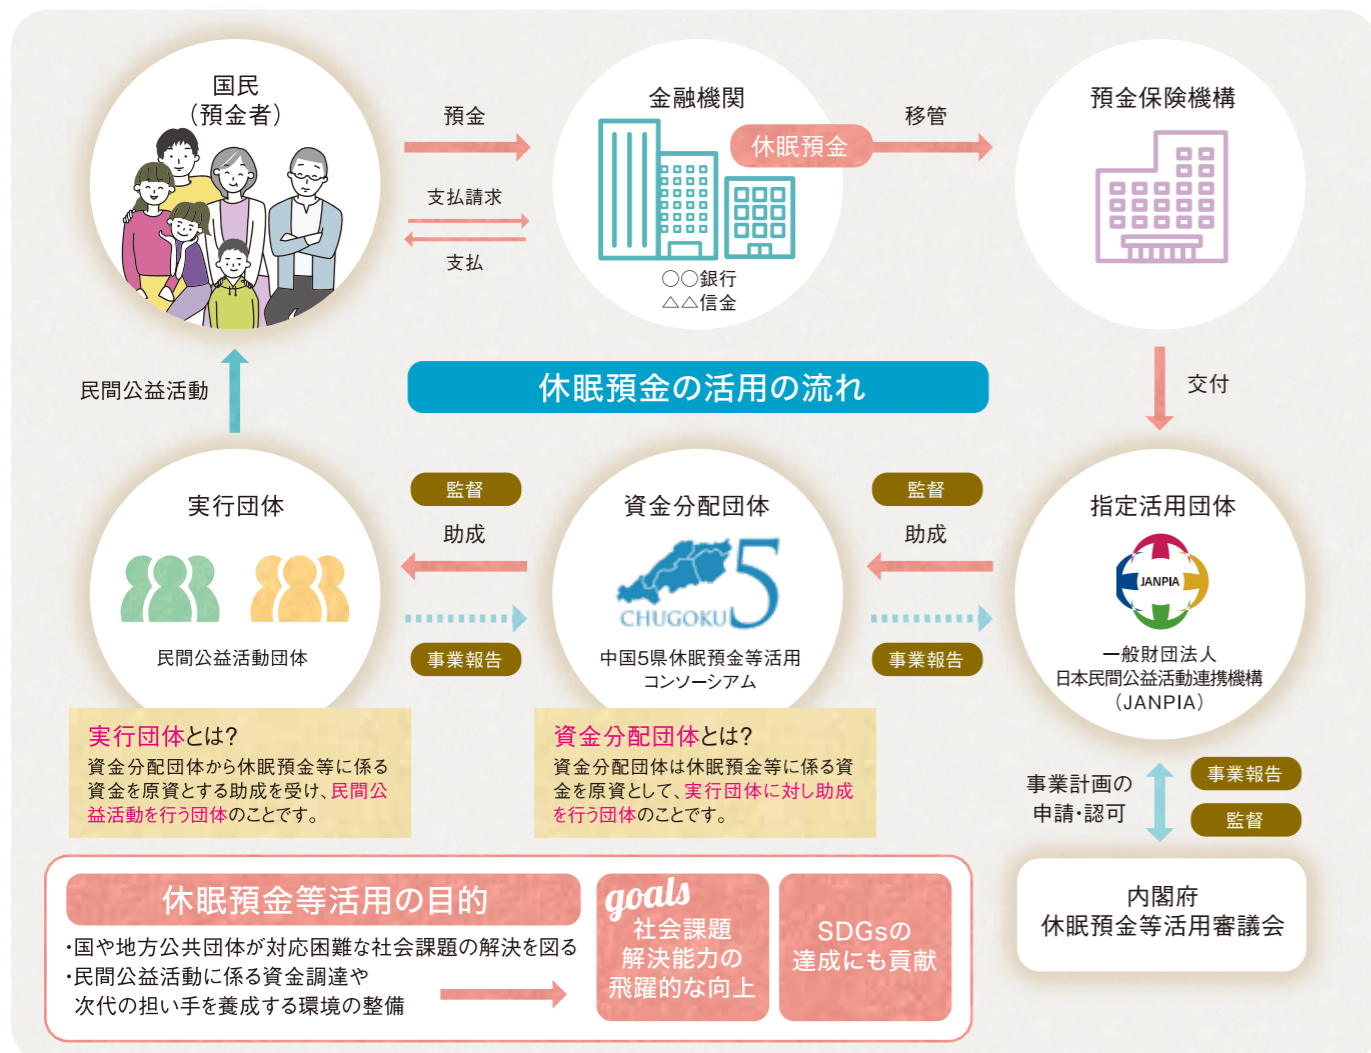 国民
（預金者）
預金
支払請求
支払
金融機関
休眠預金
○○銀行
△△信金
移管
預金保険機構
民間公益活動
休眠預金の活用の流れ
交付
実行団体
民間公益活動団体
監督
助成
事業報告
資金分配団体
CHUGOKU 5
中国5県休眠預金等活用
コンソーシアム
監督
助成
事業報告
指定活用団体
JANPIA
一般財団法人
日本民間公益活動連携機構
（JANPIA）
実行団体とは?
資金分配団体から休眠預金等に係る
資金を原資とする助成を受け、民間公
益活動を行う団体のことです。
資金分配団体とは?
資金分配団体は休眠預金等に係る資
金を原資として、実行団体に対し助成
を行う団体のことです。
事業計画の
申請・認可
事業報告
監督
内閣府
休眠預金等活用審議会
休眠預金等活用の目的
・国や地方公共団体が対応困難な社会課題の解決を図る
・民間公益活動に係る資金調達や
次代の担い手を養成する環境の整備
goals
社会課題
解決能力の
飛躍的な向上
SDGsの
達成にも貢献